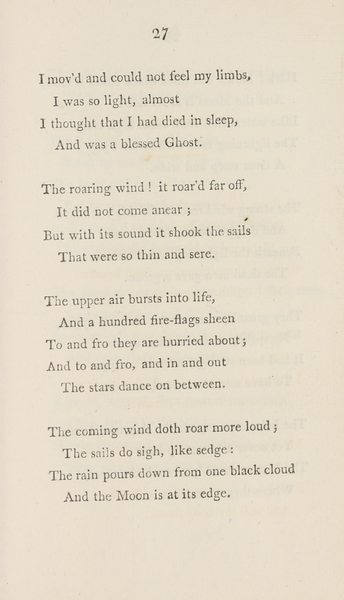 27
I mov'd and could not feel my limbs,
I was so light, almost
I thought that I had died in sleep,
And was a blessed Ghost.
The roaring wind! it roar'd far off,
It did not come anear;
But with its sound it shook the sails
That were so thin and sere.
The upper air bursts into life,
And a hundred fire-flags sheen
To and fro they are hurried about;
And to and fro, and in and out
The stars dance on between.
The coming wind doth roar more loud;
The sails do sigh, like sedge:
The rain pours down from one black cloud
And the Moon is at its edge.